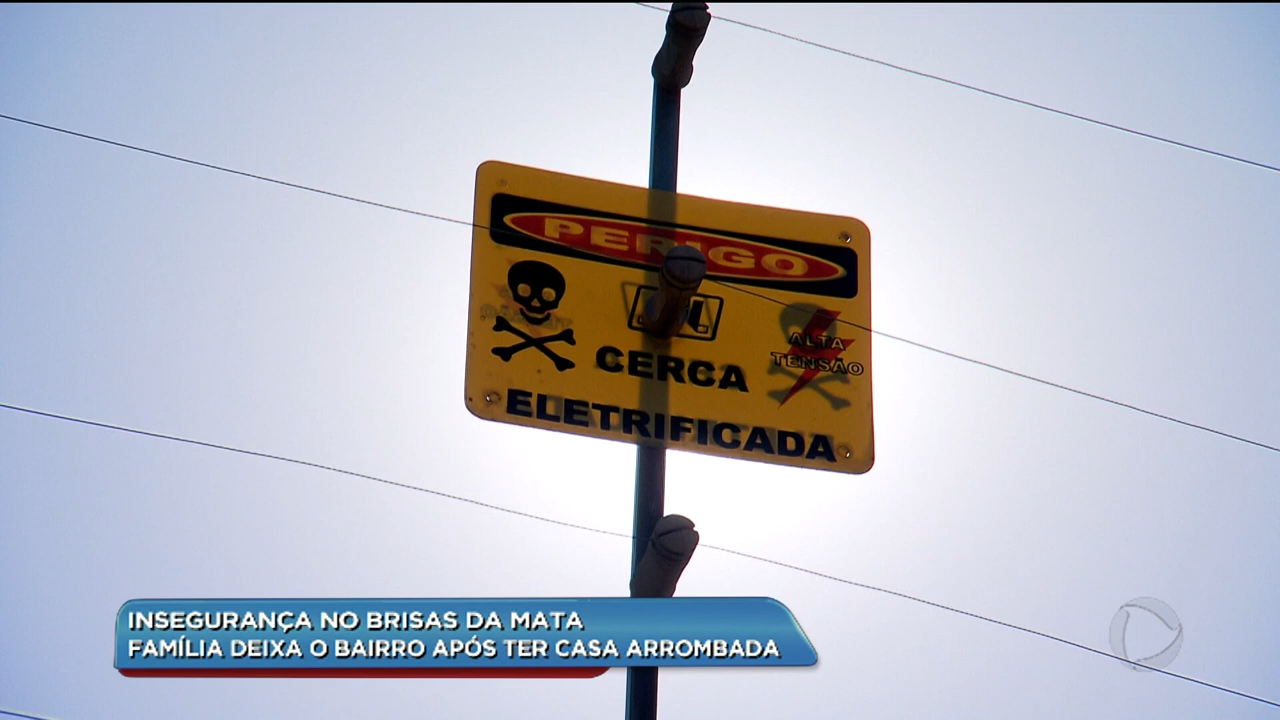 PERIGO
ALTA
TENSÃO
CERCA
ELETRIFICADA
INSEGURANÇA NO BRISAS DA MATA
FAMÍLIA DEIXA O BAIRRO APÓS TER CASA ARROMBADA